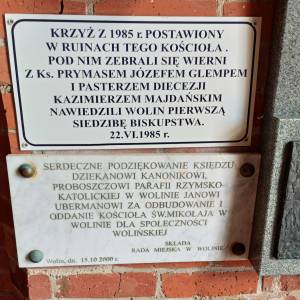 KRZYŻ Z 1985 r. POSTAWIONY
W RUINACH TEGO KOŚCIOŁA .
POD NIM ZEBRALI SIĘ WIERNI
Z Ks. PRYMASEM JÓZEFEM GLEMPEM
I PASTERZEM DIECEZJI
KAZIMIERZEM MAJDAŃSKIM
NAWIEDZILI WOLIN PIERWSZĄ
SIEDZIBĘ BISKUPSTWA.
22.VI.1985 r.
SERDECZNE PODZIĘKOWANIE KSIĘDZU
DZIEKANOWI KANONIKOWI,
PROBOSZCZOWI PARAFII RZYMSKO-
KATOLICKIEJ W WOLINIE JANOWI
UBERMANOWI ZA ODBUDOWANIE I
ODDANIE KOŚCIOŁA ŚW.MIKOŁAJA W
WOLINIE DLA SPOŁECZNOŚCI
WOLIŃSKIEJ
SKŁADA
RADA MIEJSKA W WOLINIE
Wolin, dn. 15.10 2000 r.